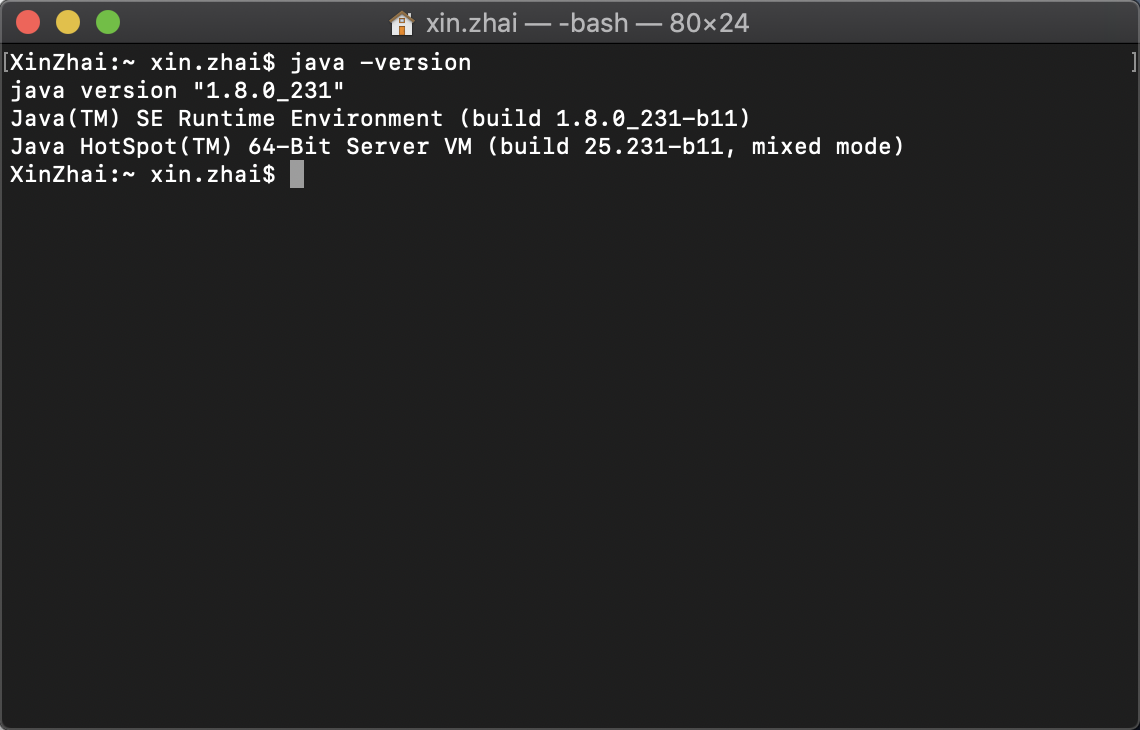 xin.zhai — -bash — 80×24
[XinZhai:~ xin.zhai$ java -version ]
java version "1.8.0_231"
Java(TM) SE Runtime Environment (build 1.8.0_231-b11)
Java HotSpot(TM) 64-Bit Server VM (build 25.231-b11, mixed mode)
XinZhai:~ xin.zhai$